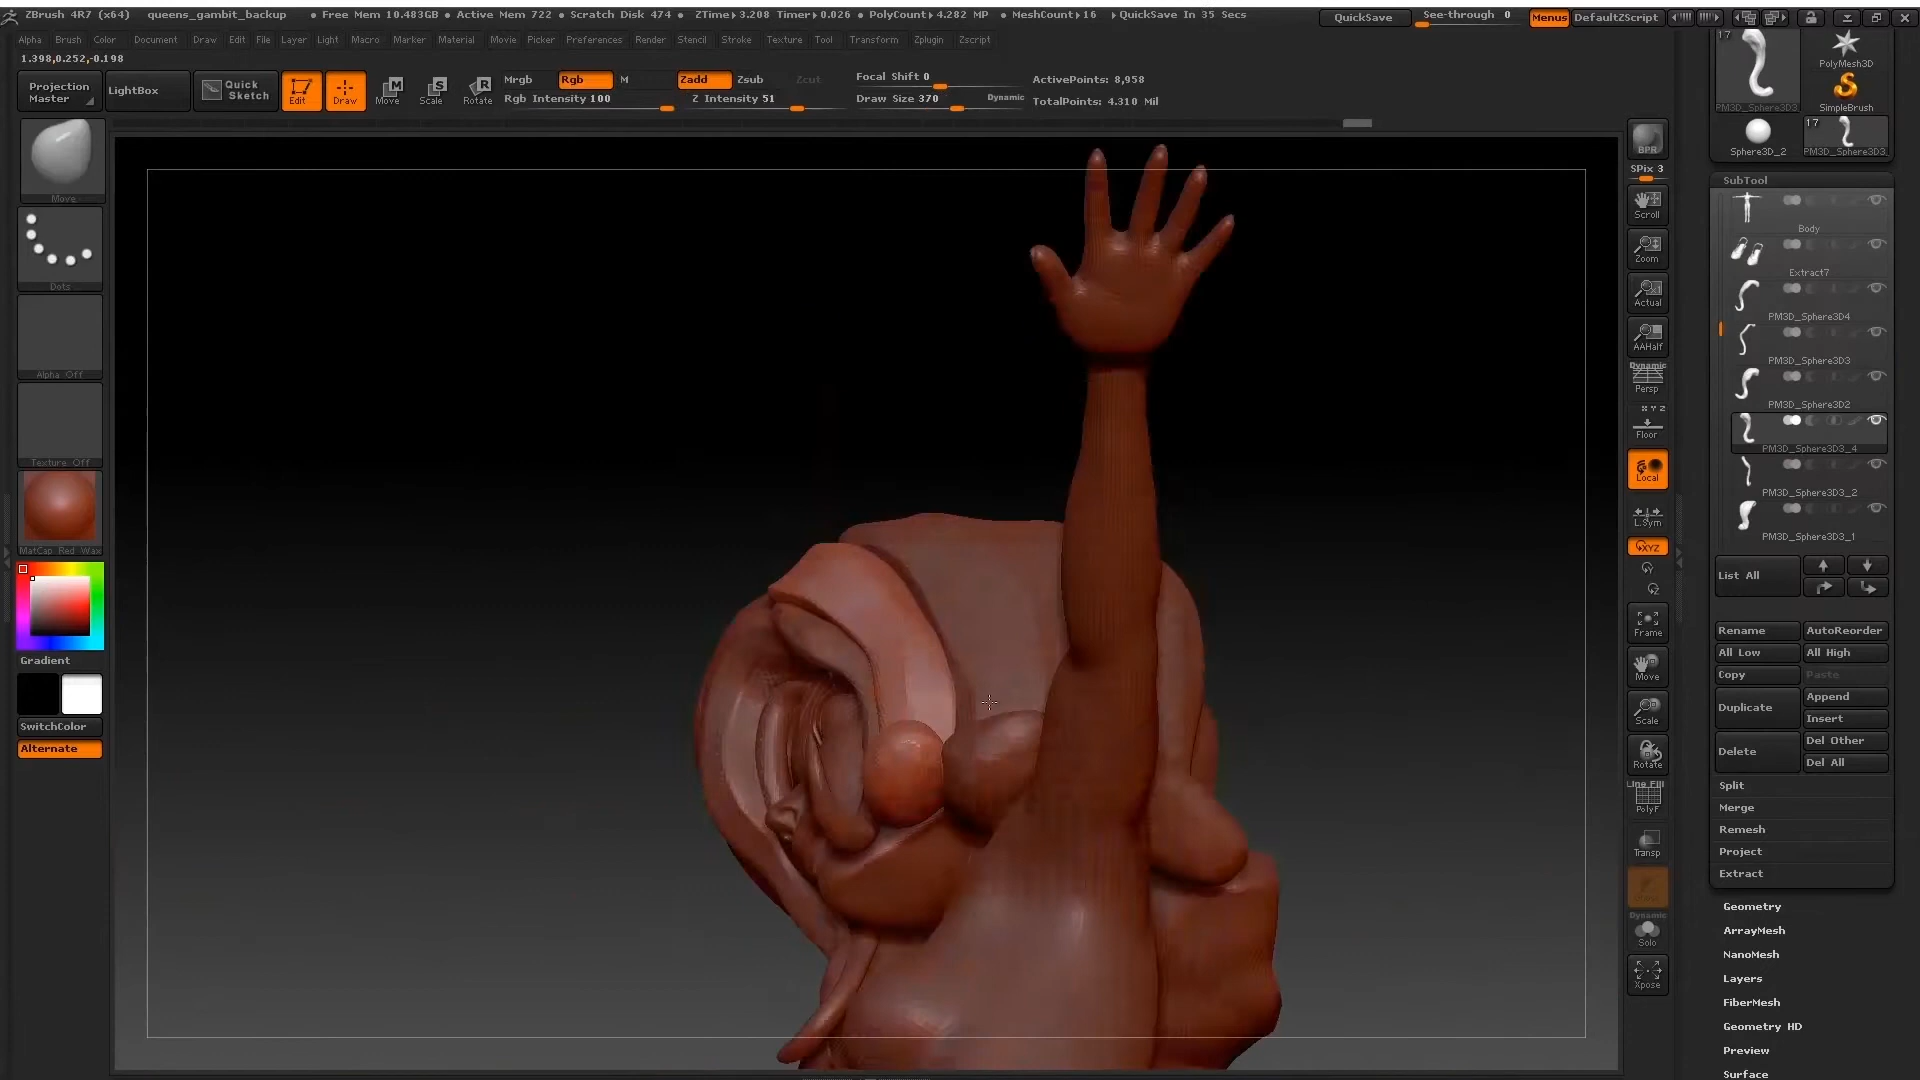 ZBrush 4R7 (x64) queens_gambit_backup • Free Mem 10.483GB • Active Mem 722 • Scratch Disk 474 • ZTime▸3.208 Timer▸0.026 • PolyCount▸4.282 MP • MeshCount▸16 ▸QuickSave In 35 Secs QuickSave See-through 0 Menus DefaultZScript
Alpha Brush Color Document Draw Edit File Layer Light Macro Marker Material Movie Picker Preferences Render Stencil Stroke Texture Tool Transform Zplugin Zscript
1.398,0.252,-0.198
Projection Master
LightBox
Quick Sketch
Edit
Draw
Move
Scale
Rotate
Mrgb Rgb M
Rgb Intensity 100
Zadd Zsub Zcut
Z Intensity 51
Focal Shift 0
Draw Size 370 Dynamic
ActivePoints: 8,958
TotalPoints: 4.310 Mil
Move
Dots
Alpha Off
Texture Off
MatCap Red Wax
Gradient
SwitchColor
Alternate
BPR
SPix 3
Scroll
Zoom
Actual
AAHalf
Dynamic
Persp
X Y Z
Floor
Local
L.Sym
XYZ
Y
Z
Frame
Move
Scale
Rotate
Line Fill
PolyF
Transp
Dynamic
Solo
Xpose
17
PM3D_Sphere3D3_
PolyMesh3D
SimpleBrush
Sphere3D_2
17
PM3D_Sphere3D3_
SubTool
Body
Extract7
PM3D_Sphere3D4
PM3D_Sphere3D3
PM3D_Sphere3D2
PM3D_Sphere3D3_4
PM3D_Sphere3D3_2
PM3D_Sphere3D3_1
List All
Rename AutoReorder
All Low All High
Copy Paste
Duplicate Append
Insert
Delete Del Other
Del All
Split
Merge
Remesh
Project
Extract
Geometry
ArrayMesh
NanoMesh
Layers
FiberMesh
Geometry HD
Preview
Surface